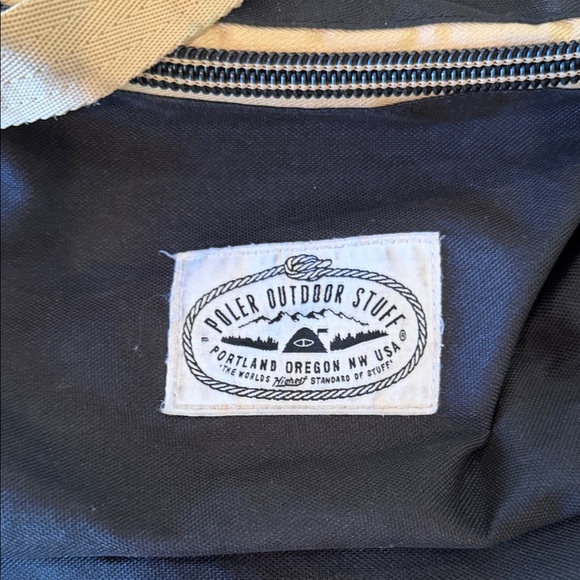 POLER OUTDOOR STUFF
PORTLAND OREGON NW USA ®
"THE WORLDS Highest STANDARD OF STUFF"